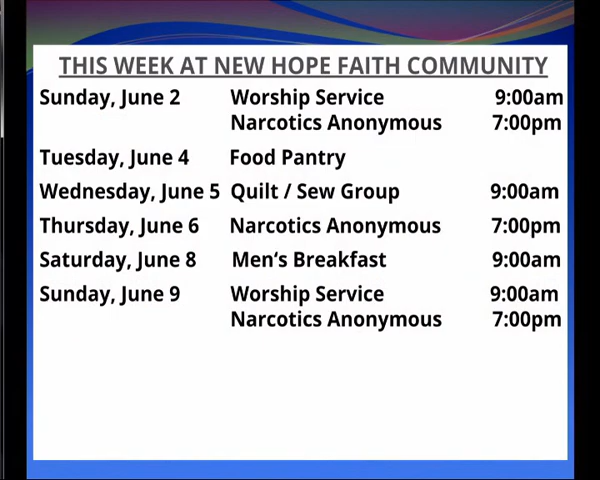 THIS WEEK AT NEW HOPE FAITH COMMUNITY
Sunday, June 2 Worship Service 9:00am
Narcotics Anonymous 7:00pm
Tuesday, June 4 Food Pantry
Wednesday, June 5 Quilt / Sew Group 9:00am
Thursday, June 6 Narcotics Anonymous 7:00pm
Saturday, June 8 Men‘s Breakfast 9:00am
Sunday, June 9 Worship Service 9:00am
Narcotics Anonymous 7:00pm